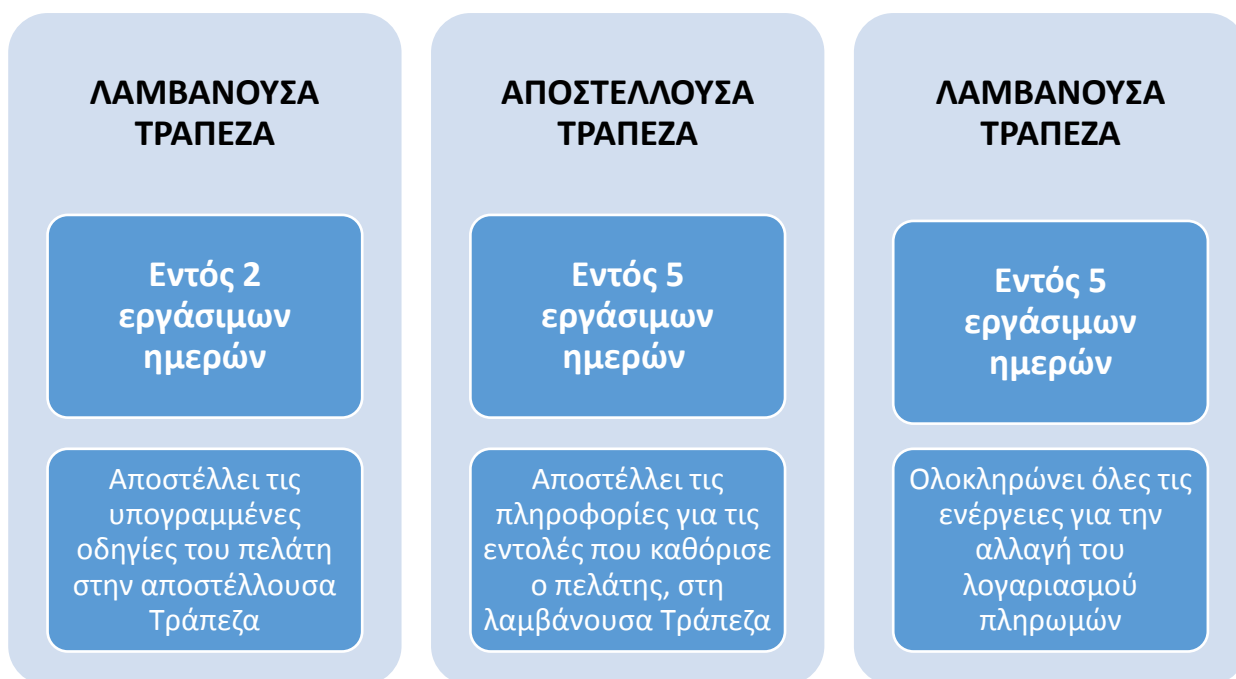 ΛΑΜΒΑΝΟΥΣΑ
ΤΡΑΠΕΖΑ
Εντός 2
εργάσιμων
ημερών
Αποστέλλει τις
υπογραμμένες
οδηγίες του πελάτη
στην αποστέλλουσα
Τράπεζα
ΑΠΟΣΤΕΛΛΟΥΣΑ
ΤΡΑΠΕΖΑ
Εντός 5
εργάσιμων
ημερών
Αποστέλλει τις
πληροφορίες για τις
εντολές που καθόρισε
ο πελάτης, στη
λαμβάνουσα Τράπεζα
ΛΑΜΒΑΝΟΥΣΑ
ΤΡΑΠΕΖΑ
Εντός 5
εργάσιμων
ημερών
Ολοκληρώνει όλες τις
ενέργειες για την
αλλαγή του
λογαριασμού
πληρωμών